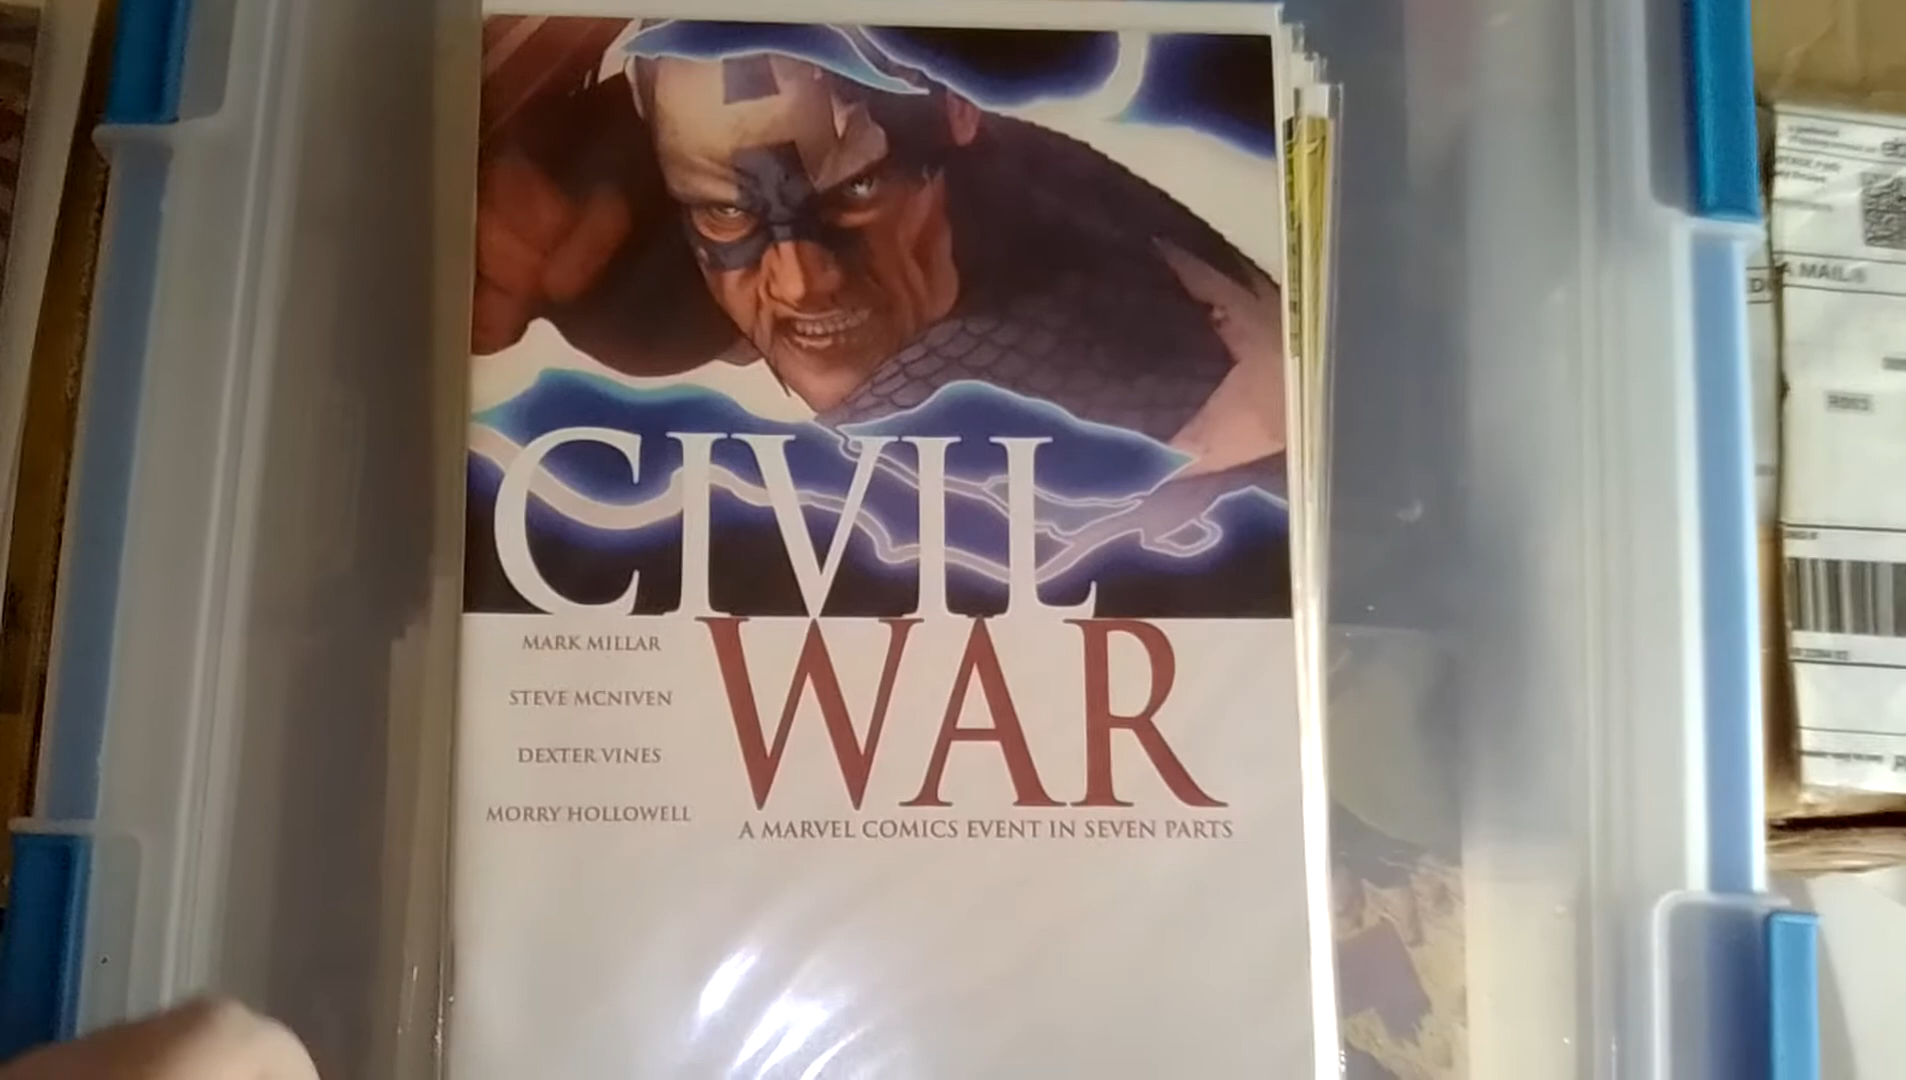 CIVIL
WAR
MARK MILLAR
STEVE MCNIVEN
DEXTER VINES
MORRY HOLLOWELL
A MARVEL COMICS EVENT IN SEVEN PARTS
A MAIL®